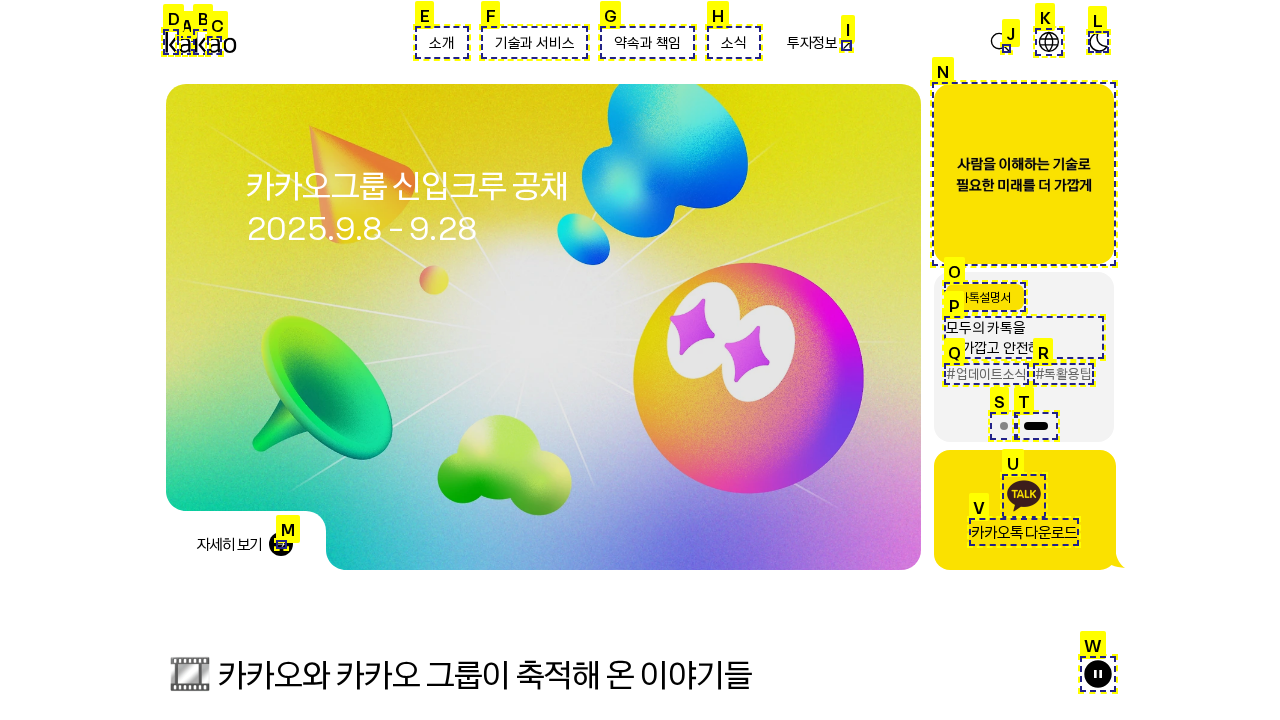 D
A
B
C
kakao
E
소개
F
기술과 서비스
G
약속과 책임
H
소식
투자정보
I
J
K
L
카카오그룹 신입크루 공채
2025.9.8 - 9.28
자세히 보기
M
N
사람을 이해하는 기술로
필요한 미래를 더 가깝게
O
톡설명서
P
모두의 카톡을
가깝고 안전하
Q
R
#업데이트소식
#톡활용팁
S
T
U
TALK
V
카카오톡 다운로드
카카오와 카카오 그룹이 축적해 온 이야기들
W